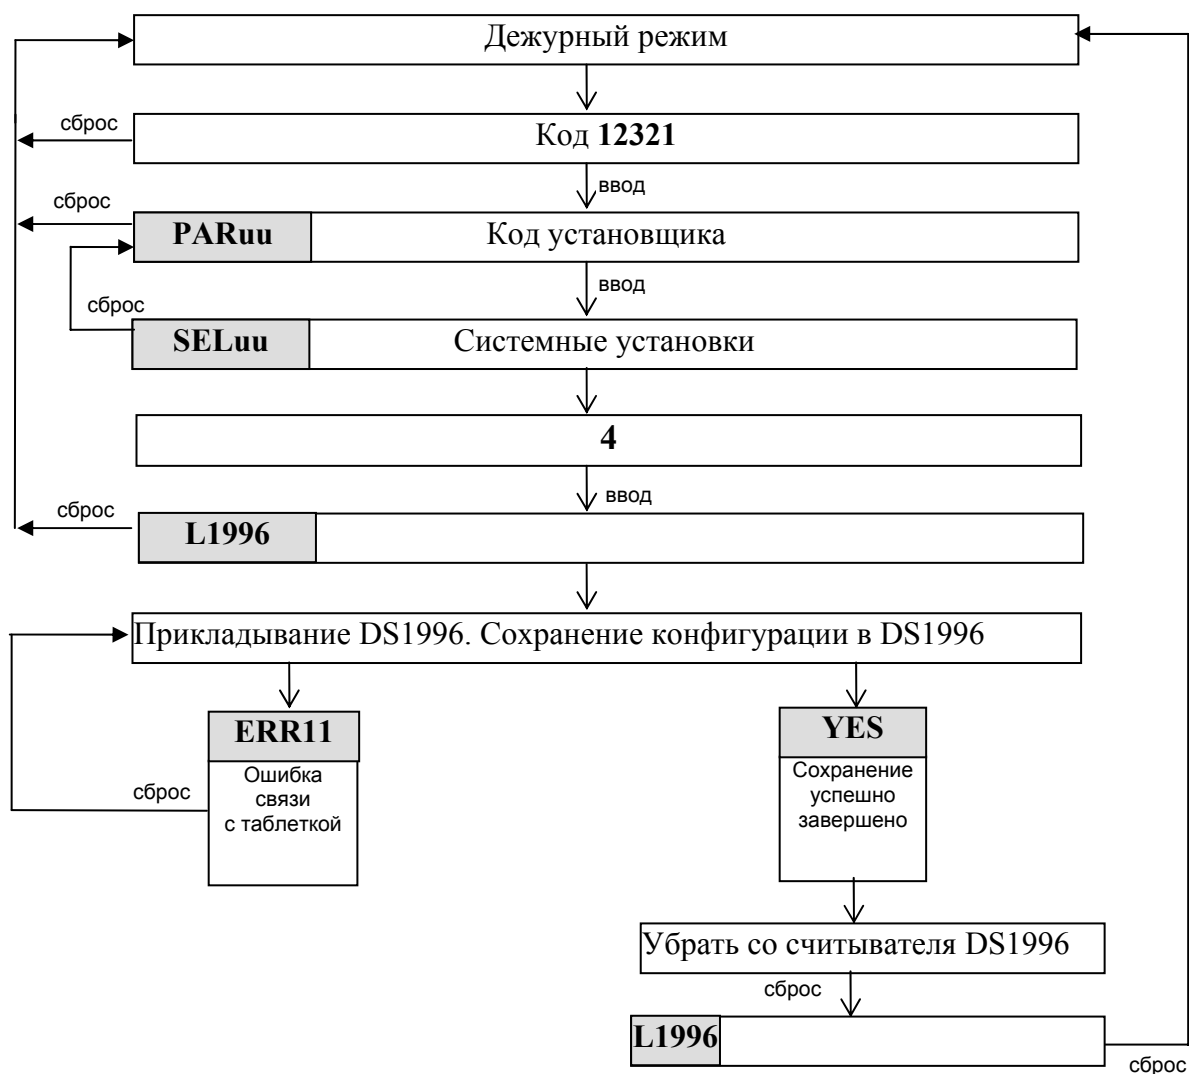 Дежурный режим
сброс
Код 12321
ввод
сброс
PARuu Код установщика
ввод
сброс
SELuu Системные установки
4
ввод
сброс
L1996
Прикладывание DS1996. Сохранение конфигурации в DS1996
ERR11
YES
Ошибка
связи
с таблеткой
сброс
Сохранение
успешно
завершено
Убрать со считывателя DS1996
сброс
L1996
сброс